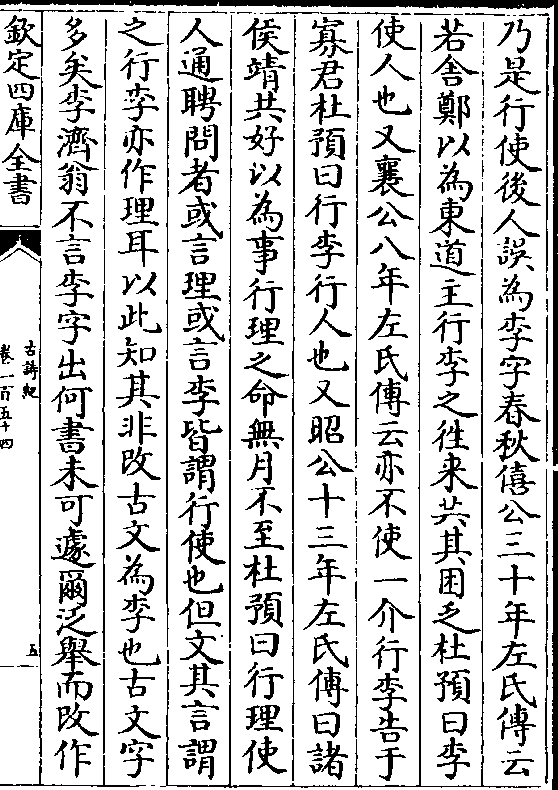 乃是行使後人誤為李字春秋僖公三十年左氏傳云
若舍鄭以為東道主行李之徃来共其困乏杜預曰李
使人也又襄公八年左氏傳云亦不使一介行李告于
寡君杜預曰行李行人也又昭公十三年左氏傳曰諸
侯靖共好以為事行理之命無月不至杜預曰行理使
人通聘問者或言理或言李皆謂行使也但文其言謂
之行李亦作理耳以此知其非改古文為李也古文字
多矣李濟翁不言李字出何書未可遽爾泛舉而改作
欽定四庫全書
古詩紀
卷一百五十四
五